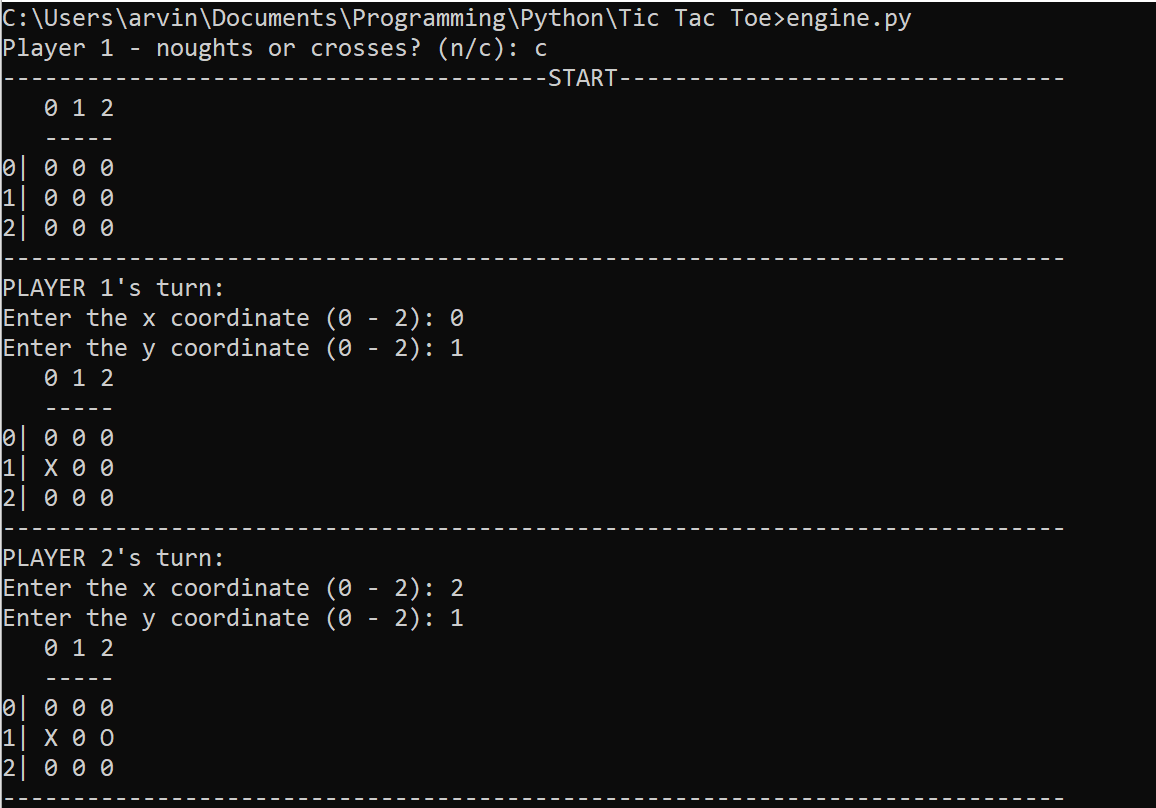 C:\Users\arvin\Documents\Programming\Python\Tic Tac Toe>engine.py
Player 1 - noughts or crosses? (n/c): c
---------------------------------------START--------------------------------
   0 1 2
   -----
0| 0 0 0
1| 0 0 0
2| 0 0 0
----------------------------------------------------------------------------
PLAYER 1's turn:
Enter the x coordinate (0 - 2): 0
Enter the y coordinate (0 - 2): 1
   0 1 2
   -----
0| 0 0 0
1| X 0 0
2| 0 0 0
----------------------------------------------------------------------------
PLAYER 2's turn:
Enter the x coordinate (0 - 2): 2
Enter the y coordinate (0 - 2): 1
   0 1 2
   -----
0| 0 0 0
1| X 0 O
2| 0 0 0
----------------------------------------------------------------------------